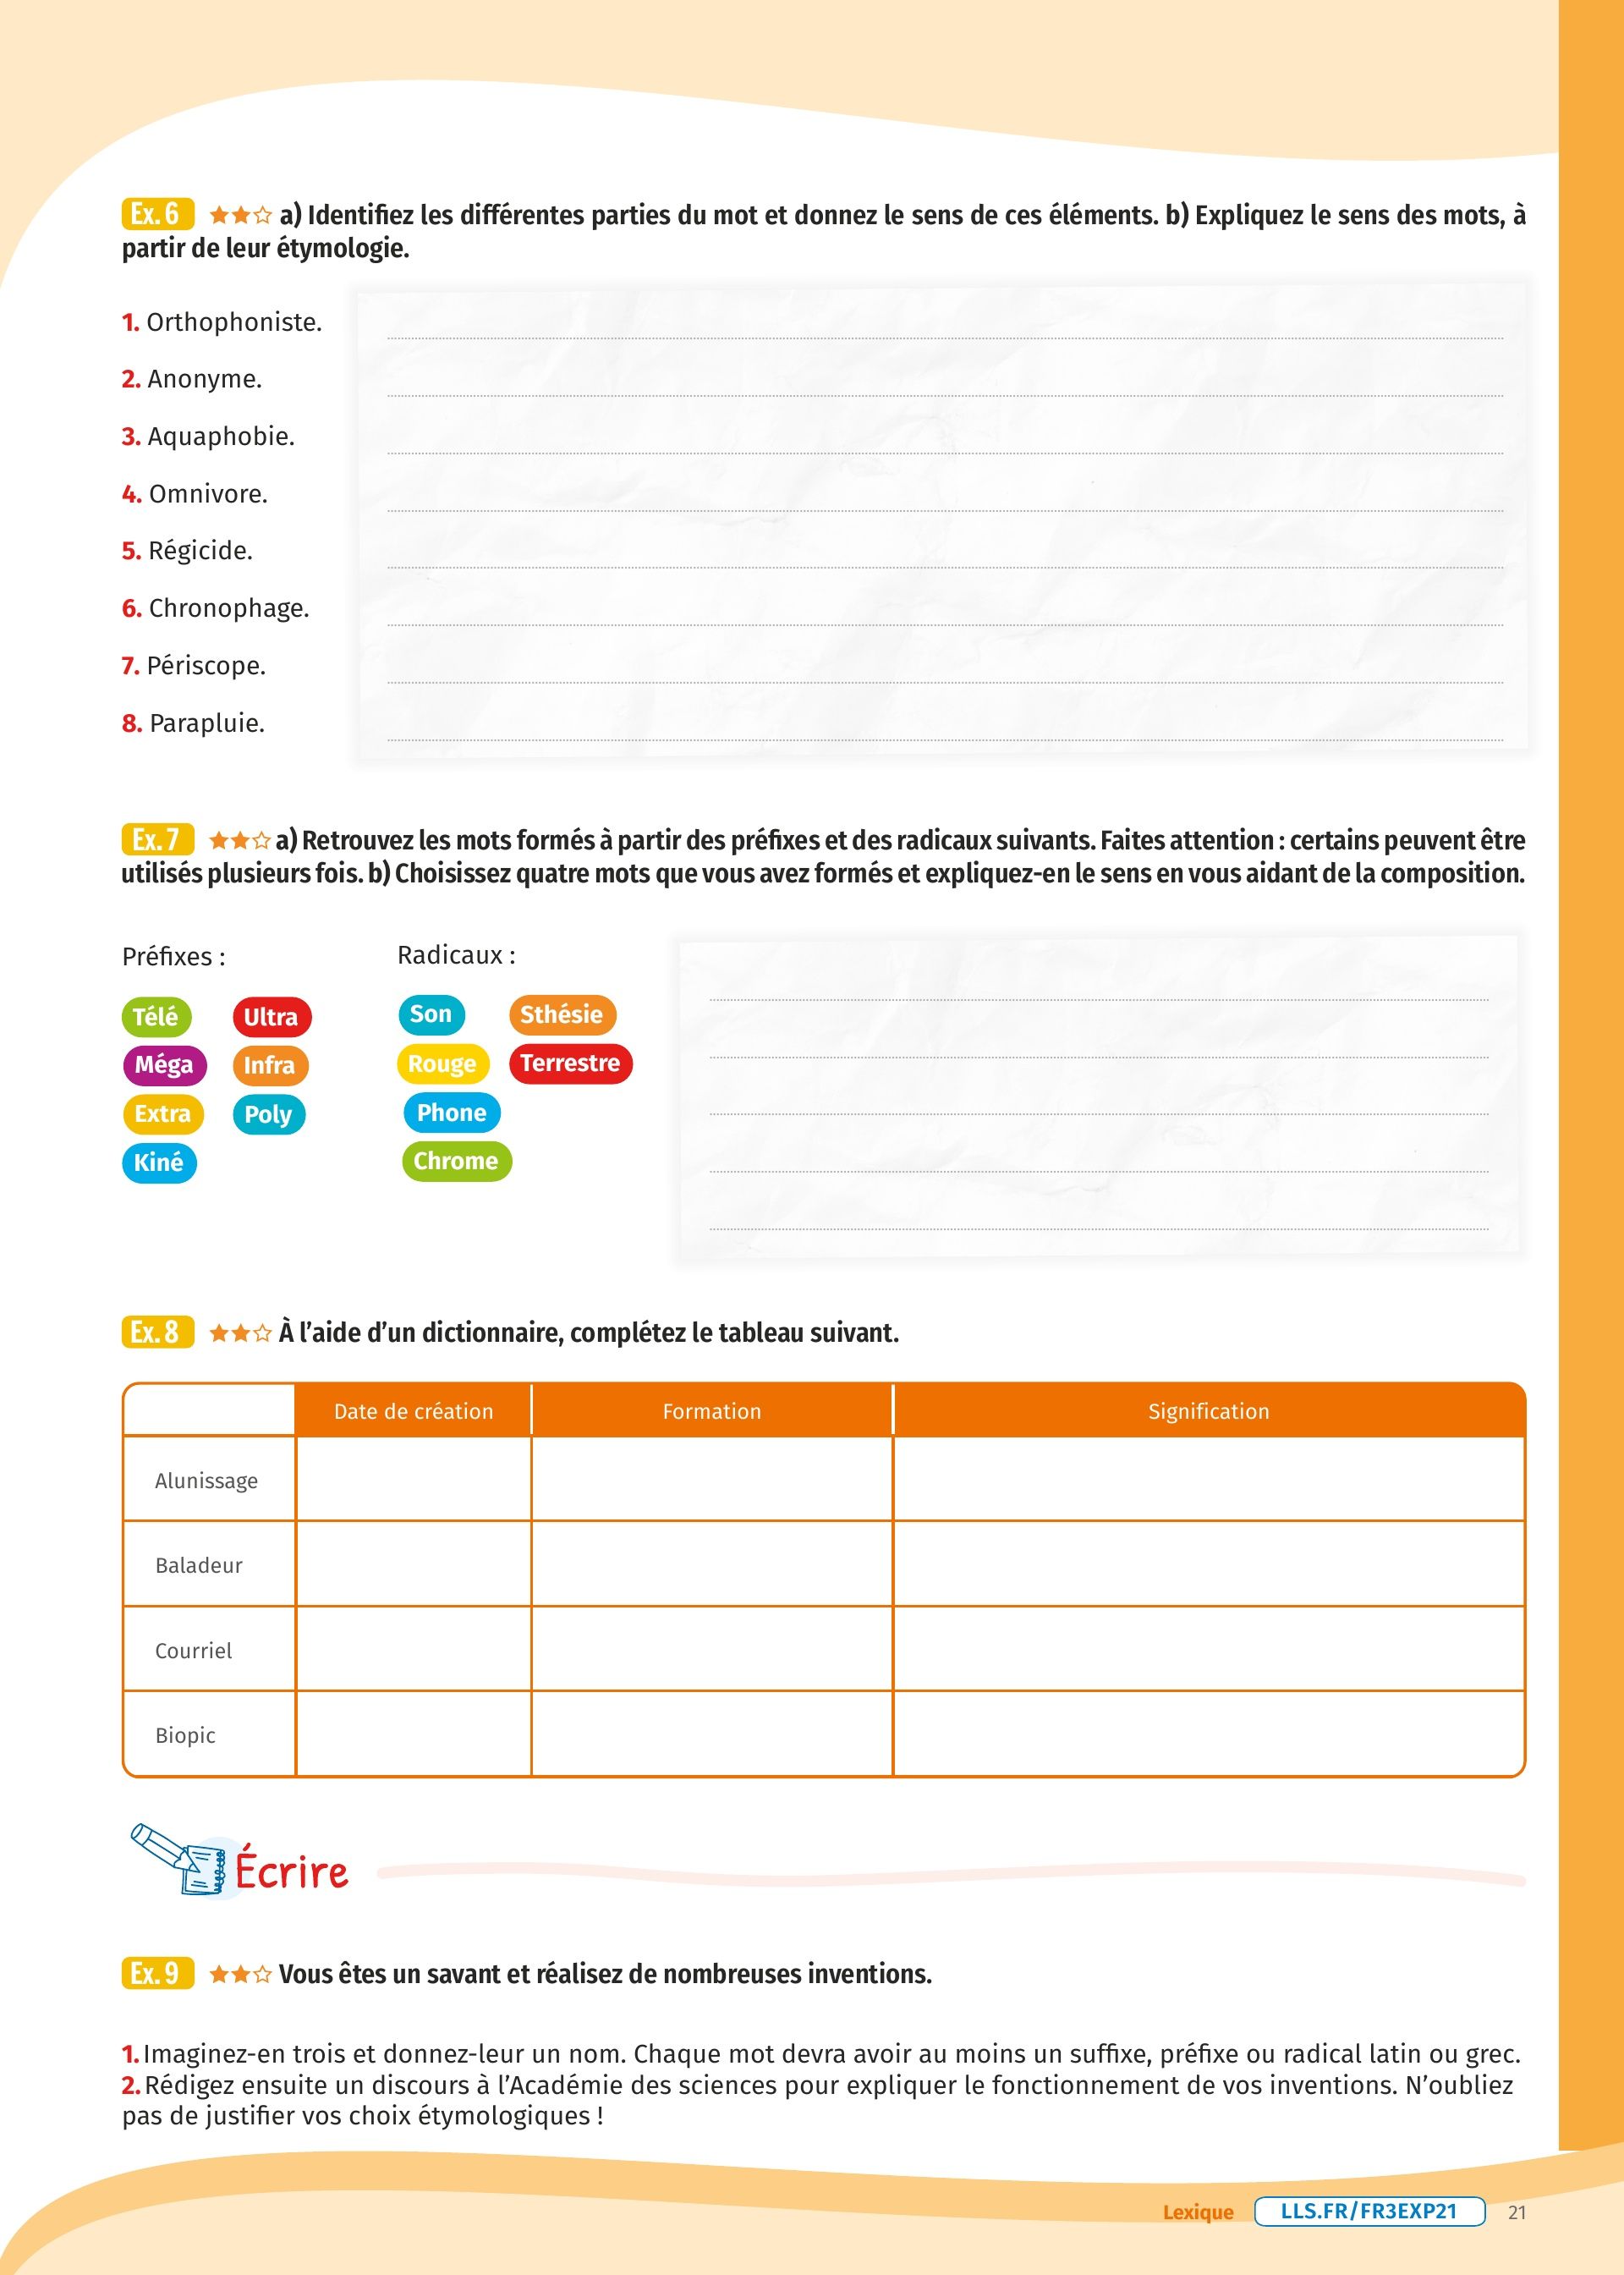 Ex. 6 a) Identifiez les différentes parties du mot et donnez le sens de ces éléments. b) Expliquez le sens des mots, à
partir de leur étymologie.
1. Orthophoniste.
2. Anonyme.
3. Aquaphobie.
4. Omnivore.
5. Régicide.
6. Chronophage.
7. Périscope.
8. Parapluie.
Ex. 7 a) Retrouvez les mots formés à partir des préfixes et des radicaux suivants. Faites attention : certains peuvent être
utilisés plusieurs fois. b) Choisissez quatre mots que vous avez formés et expliquez-en le sens en vous aidant de la composition.
Préfixes :
Télé Ultra
Méga Infra
Extra Poly
Kiné
Radicaux :
Son Sthésie
Rouge Terrestre
Phone
Chrome
Ex. 8 À l'aide d'un dictionnaire, complétez le tableau suivant.
Date de création Formation Signification
Alunissage
Baladeur
Courriel
Biopic
Écrire
Ex. 9 Vous êtes un savant et réalisez de nombreuses inventions.
1. Imaginez-en trois et donnez-leur un nom. Chaque mot devra avoir au moins un suffixe, préfixe ou radical latin ou grec.
2. Rédigez ensuite un discours à l'Académie des sciences pour expliquer le fonctionnement de vos inventions. N'oubliez
pas de justifier vos choix étymologiques !
Lexique LLS.FR/FR3EXP21 21